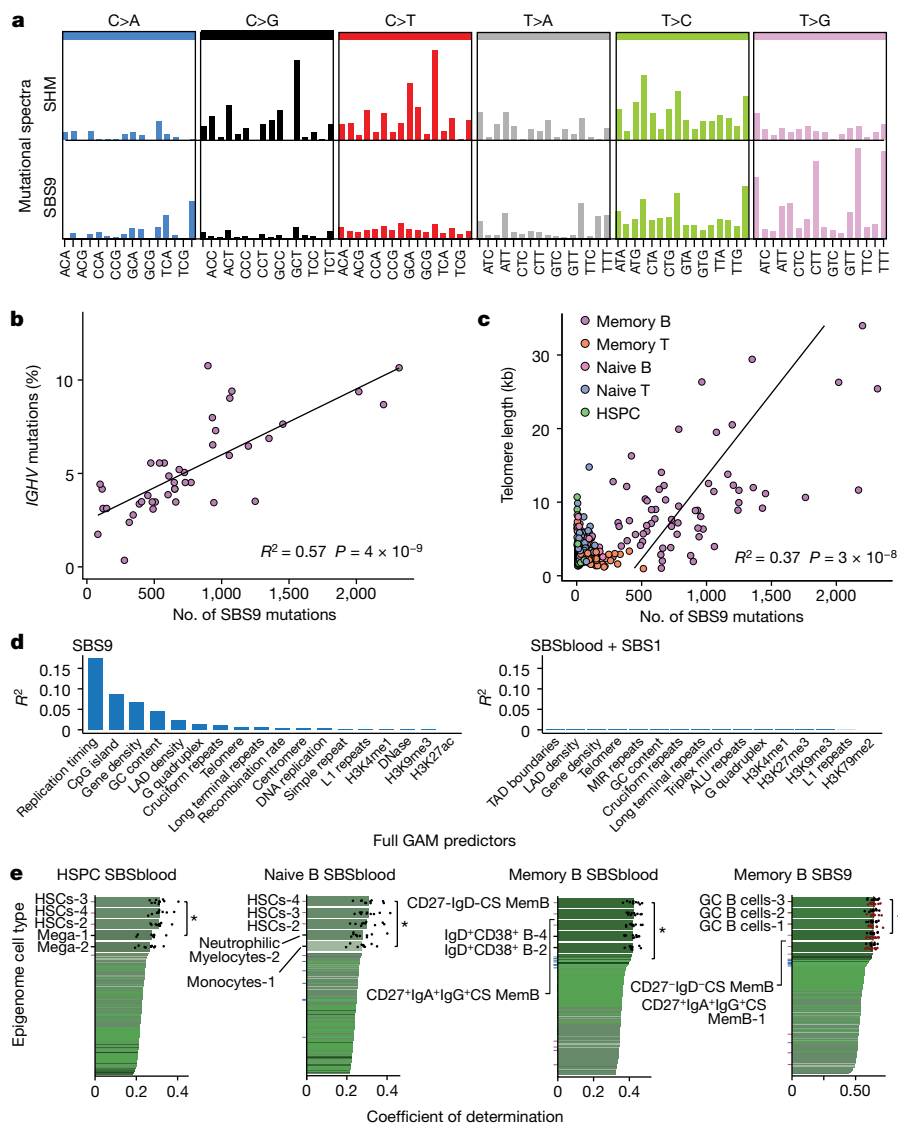 a
C>A C>G C>T T>A T>C T>G
Mutational spectra
SHM
SBS9
ACA ACG CCA CCG GCA GCG TCA TCG ACC ACT CCC CCT GCC GCT TCC TCT ACA ACG CCA CCG GCA GCG TCA TCG ATC ATT CTC CTT GTC GTT TTC TTT ATA ATG CTA CTG GTA GTG TTA TTG ATC ATT CTC CTT GTC GTT TTC TTT
b
IGHV mutations (%)
10
5
0
R² = 0.57 P = 4 × 10⁻⁹
0 500 1,000 1,500 2,000
No. of SBS9 mutations
c
Memory B
Memory T
Naive B
Naive T
HSPC
Telomere length (kb)
30
20
10
0
R² = 0.37 P = 3 × 10⁻⁸
0 500 1,000 1,500 2,000
No. of SBS9 mutations
d
SBS9
R²
0.15
0.10
0.05
0
Replication timing
CpG island
Gene density
GC content
LAD density
G quadruplex
Cruciform repeats
Telomere
Long terminal repeats
Recombination rate
Centromere
DNA replication
Simple repeat
L1 repeats
H3K4me1
DNase
H3K9me3
H3K27ac
SBSblood + SBS1
R²
0.15
0.10
0.05
0
TAD boundaries
LAD density
Gene density
Telomere
MIR repeats
GC content
Cruciform repeats
Long terminal repeats
Triplex mirror
ALU repeats
G quadruplex
H3K4me1
H3K27me3
H3K9me3
L1 repeats
H3K79me2
Full GAM predictors
e
Epigenome cell type
HSPC SBSblood
HSCs-3
HSCs-4
HSCs-2
Mega-1
Mega-2
*
0 0.2 0.4
Naive B SBSblood
HSCs-4
HSCs-3
HSCs-2
Neutrophilic
Myelocytes-2
Monocytes-1
*
0 0.2 0.4
Memory B SBSblood
CD27-IgD-CS MemB
IgD⁺CD38⁺ B-4
IgD⁺CD38⁺ B-2
CD27⁺IgA⁺IgG⁺CS MemB
*
0 0.2 0.4
Memory B SBS9
GC B cells-3
GC B cells-2
GC B cells-1
CD27⁻IgD⁻CS MemB
CD27⁺IgA⁺IgG⁺CS
MemB-1
0 0.50
Coefficient of determination